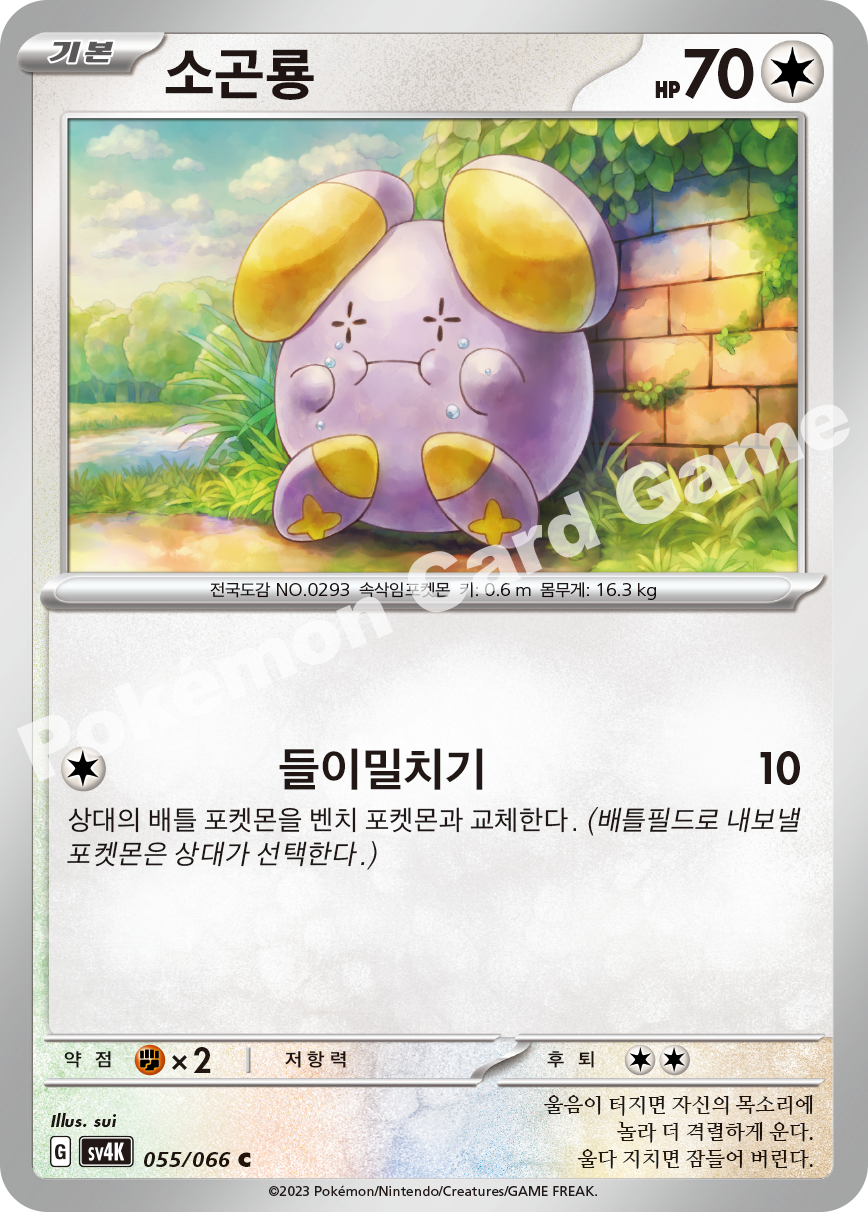 기본
소곤룡
HP 70
전국도감 NO.0293 속삭임포켓몬 키: 0.6 m 몸무게: 16.3 kg
Pokémon Card Game
들이밀치기 10
상대의 배틀 포켓몬을 벤치 포켓몬과 교체한다. (배틀필드로 내보낼
포켓몬은 상대가 선택한다.)
약점 ×2 저항력 후퇴
울음이 터지면 자신의 목소리에
놀라 더 격렬하게 운다.
울다 지치면 잠들어 버린다.
Illus. sui
G sv4K 055/066 C
©2023 Pokémon/Nintendo/Creatures/GAME FREAK.